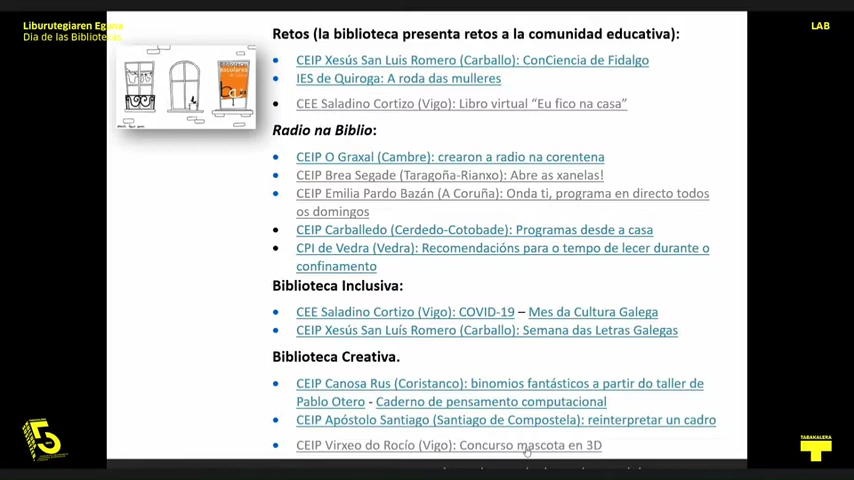 Liburutegiaren Eguna
Dia de las Bibliotecas
LAB
Retos (la biblioteca presenta retos a la comunidad educativa):
CEIP Xesús San Luis Romero (Carballo): ConCiencia de Fidalgo
IES de Quiroga: A roda das mulleres
CEE Saladino Cortizo (Vigo): Libro virtual “Eu fico na casa”
Radio na Biblio:
CEIP O Graxal (Cambre): crearon a radio na corentena
CEIP Brea Segade (Taragoña-Rianxo): Abre as xanelas!
CEIP Emilia Pardo Bazán (A Coruña): Onda ti, programa en directo todos
os domingos
CEIP Carballedo (Cerdedo-Cotobade): Programas desde a casa
CPI de Vedra (Vedra): Recomendacións para o tempo de lecer durante o
confinamento
Biblioteca Inclusiva:
CEE Saladino Cortizo (Vigo): COVID-19 – Mes da Cultura Galega
CEIP Xesús San Luís Romero (Carballo): Semana das Letras Galegas
Biblioteca Creativa.
CEIP Canosa Rus (Coristanco): binomios fantásticos a partir do taller de
Pablo Otero - Caderno de pensamento computacional
CEIP Apóstolo Santiago (Santiago de Compostela): reinterpretar un cadro
CEIP Virxeo do Rocío (Vigo): Concurso mascota en 3D
TABAKALERA